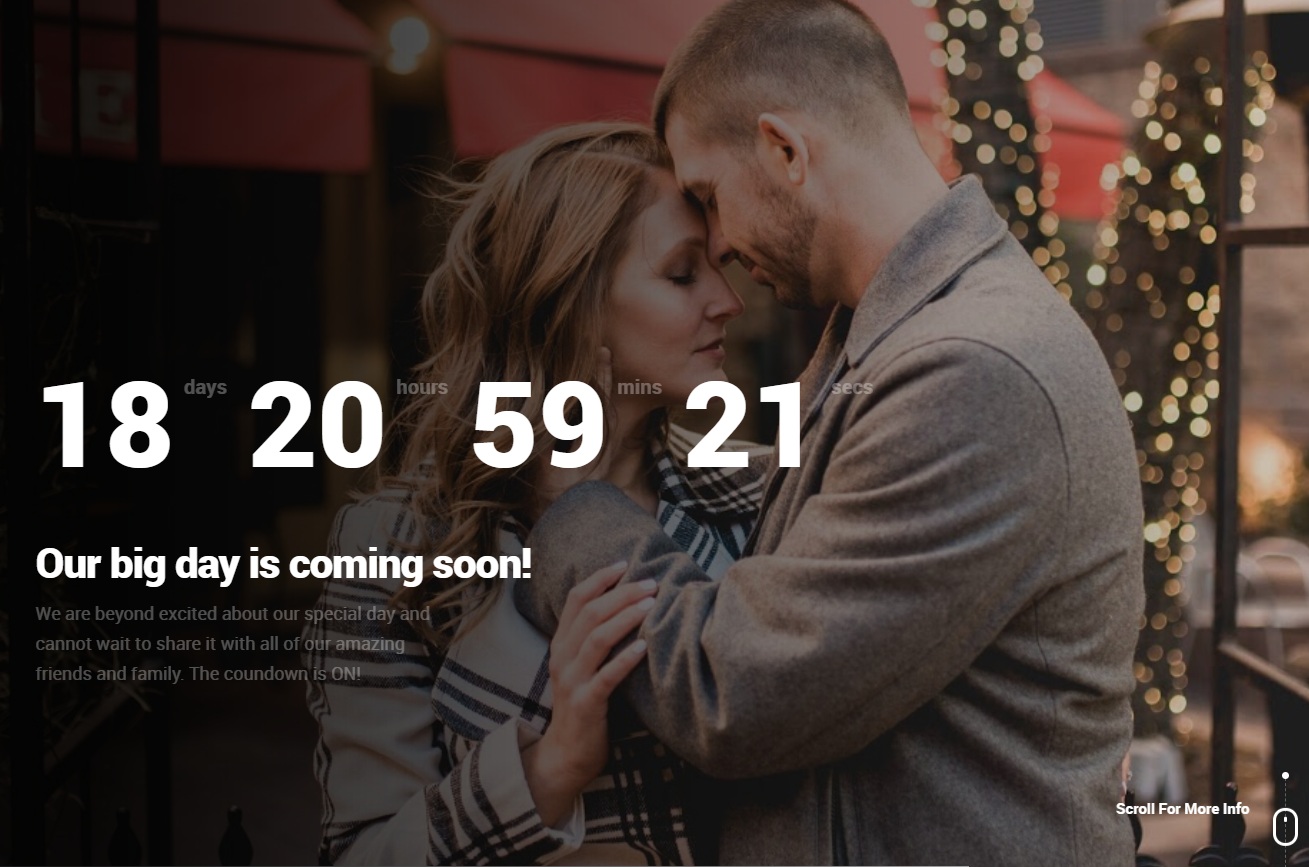 LE
18 days 20 hours 59 mins 21 secs
Our big day is coming soon!
We are beyond excited about our special day and
cannot wait to share it with all of our amazing
friends and family. The coundown is ON!
Scroll For More Info